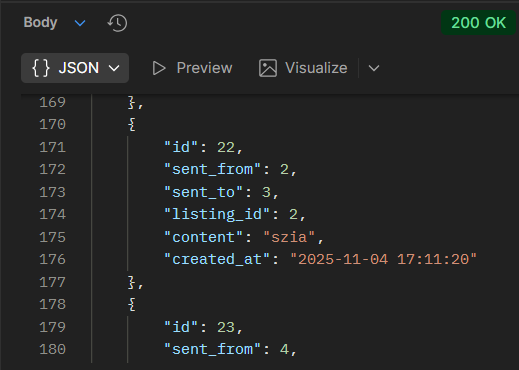 Body 200 OK
{} JSON Preview Visualize
169 },
170 {
171 "id": 22,
172 "sent_from": 2,
173 "sent_to": 3,
174 "listing_id": 2,
175 "content": "szia",
176 "created_at": "2025-11-04 17:11:20"
177 },
178 {
179 "id": 23,
180 "sent_from": 4,